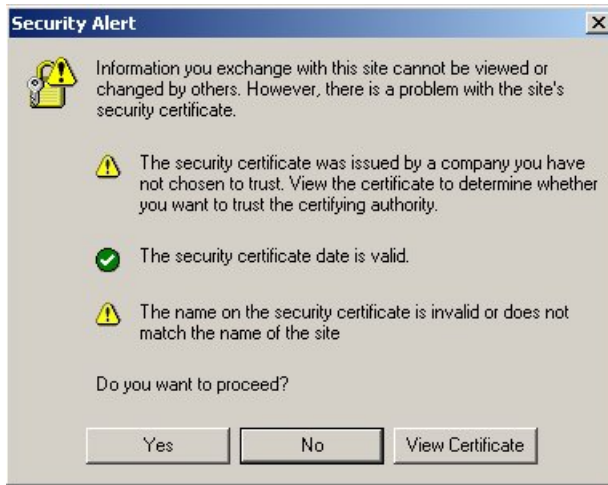 Security Alert
Information you exchange with this site cannot be viewed or
changed by others. However, there is a problem with the site's
security certificate.
The security certificate was issued by a company you have
not chosen to trust. View the certificate to determine whether
you want to trust the certifying authority.
The security certificate date is valid.
The name on the security certificate is invalid or does not
match the name of the site
Do you want to proceed?
Yes No View Certificate